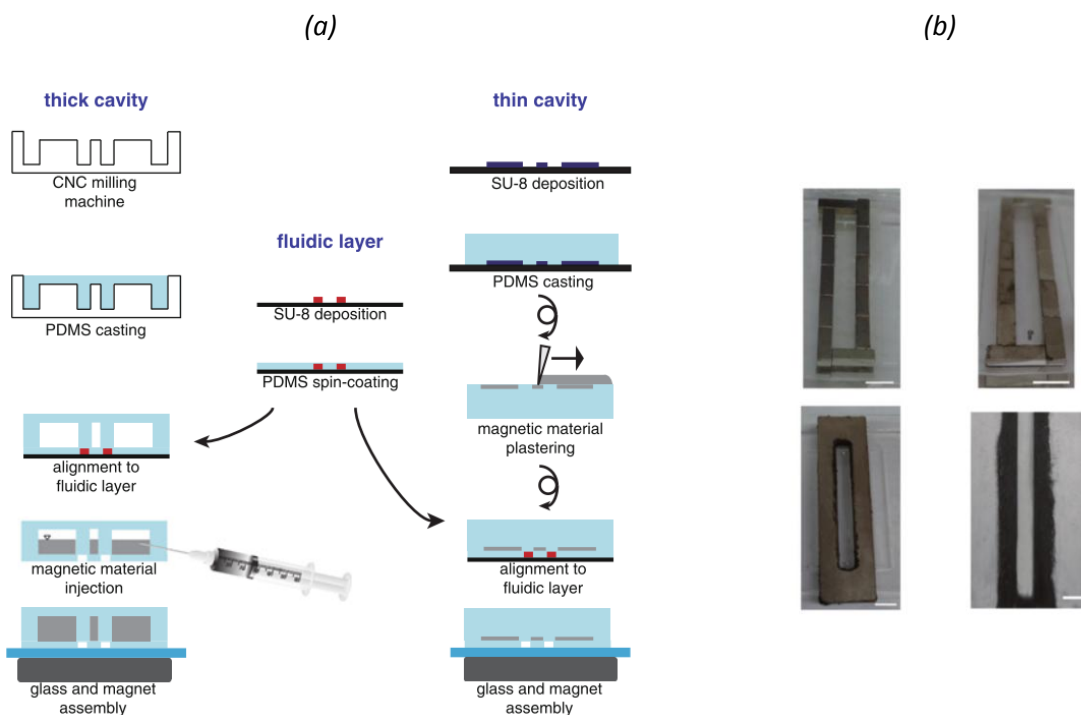 (a)
(b)
thick cavity
CNC milling
machine
PDMS casting
fluidic layer
SU-8 deposition
PDMS spin-coating
alignment to
fluidic layer
magnetic material
injection
glass and magnet
assembly
thin cavity
SU-8 deposition
PDMS casting
magnetic material
plastering
alignment to
fluidic layer
glass and magnet
assembly